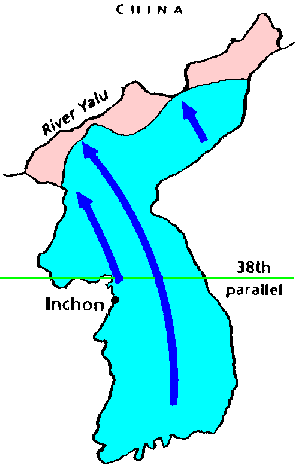 CHINA
River Yalu
38th
parallel
Inchon